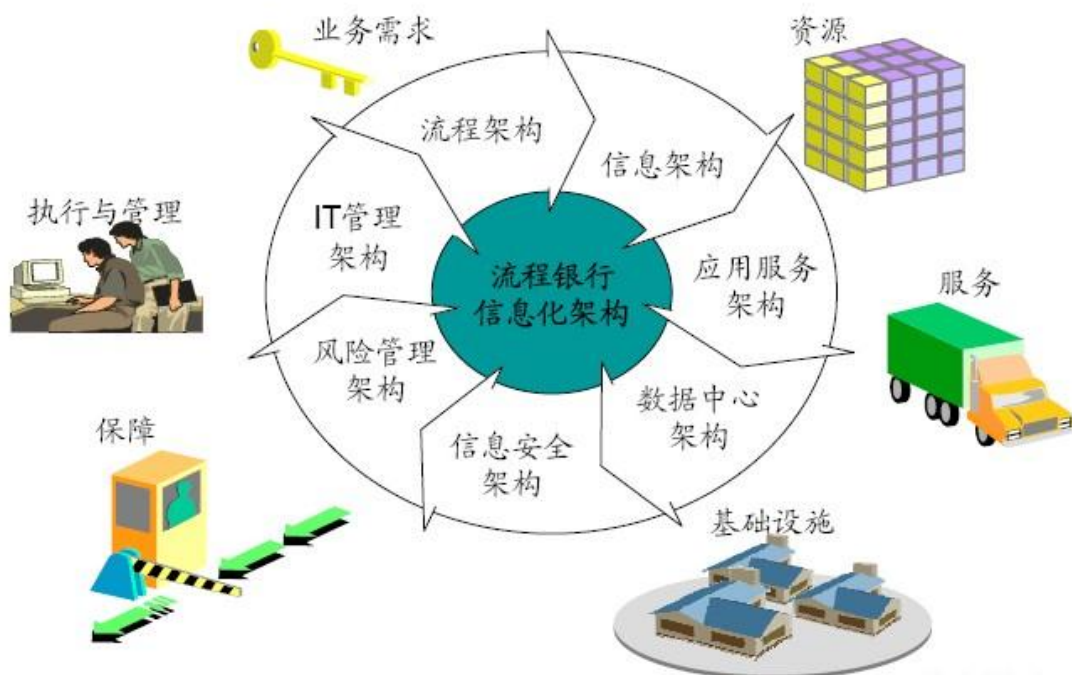 业务需求
资源
流程架构
信息架构
执行与管理
IT管理
架构
流程银行
信息化架构
应用服务
架构
服务
风险管理
架构
数据中心
架构
保障
信息安全
架构
基础设施